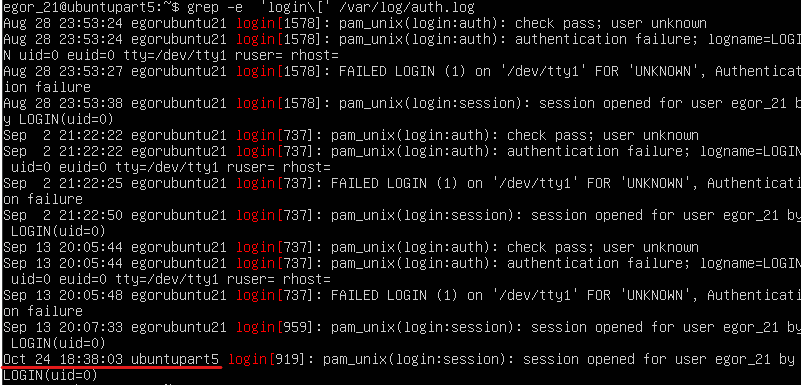 egor_21@ubuntupart5:~$ grep -e  'login\[' /var/log/auth.log
Aug 28 23:53:24 egorubuntu21 login[1578]: pam_unix(login:auth): check pass; user unknown
Aug 28 23:53:24 egorubuntu21 login[1578]: pam_unix(login:auth): authentication failure; logname=LOGI
N uid=0 euid=0 tty=/dev/tty1 ruser= rhost=
Aug 28 23:53:27 egorubuntu21 login[1578]: FAILED LOGIN (1) on '/dev/tty1' FOR 'UNKNOWN', Authenticat
ion failure
Aug 28 23:53:38 egorubuntu21 login[1578]: pam_unix(login:session): session opened for user egor_21 b
y LOGIN(uid=0)
Sep  2 21:22:22 egorubuntu21 login[737]: pam_unix(login:auth): check pass; user unknown
Sep  2 21:22:22 egorubuntu21 login[737]: pam_unix(login:auth): authentication failure; logname=LOGIN
 uid=0 euid=0 tty=/dev/tty1 ruser= rhost=
Sep  2 21:22:25 egorubuntu21 login[737]: FAILED LOGIN (1) on '/dev/tty1' FOR 'UNKNOWN', Authenticati
on failure
Sep  2 21:22:50 egorubuntu21 login[737]: pam_unix(login:session): session opened for user egor_21 by
 LOGIN(uid=0)
Sep 13 20:05:44 egorubuntu21 login[737]: pam_unix(login:auth): check pass; user unknown
Sep 13 20:05:44 egorubuntu21 login[737]: pam_unix(login:auth): authentication failure; logname=LOGIN
 uid=0 euid=0 tty=/dev/tty1 ruser= rhost=
Sep 13 20:05:48 egorubuntu21 login[737]: FAILED LOGIN (1) on '/dev/tty1' FOR 'UNKNOWN', Authenticati
on failure
Sep 13 20:07:33 egorubuntu21 login[959]: pam_unix(login:session): session opened for user egor_21 by
 LOGIN(uid=0)
Oct 24 18:38:03 ubuntupart5 login[919]: pam_unix(login:session): session opened for user egor_21 by
LOGIN(uid=0)